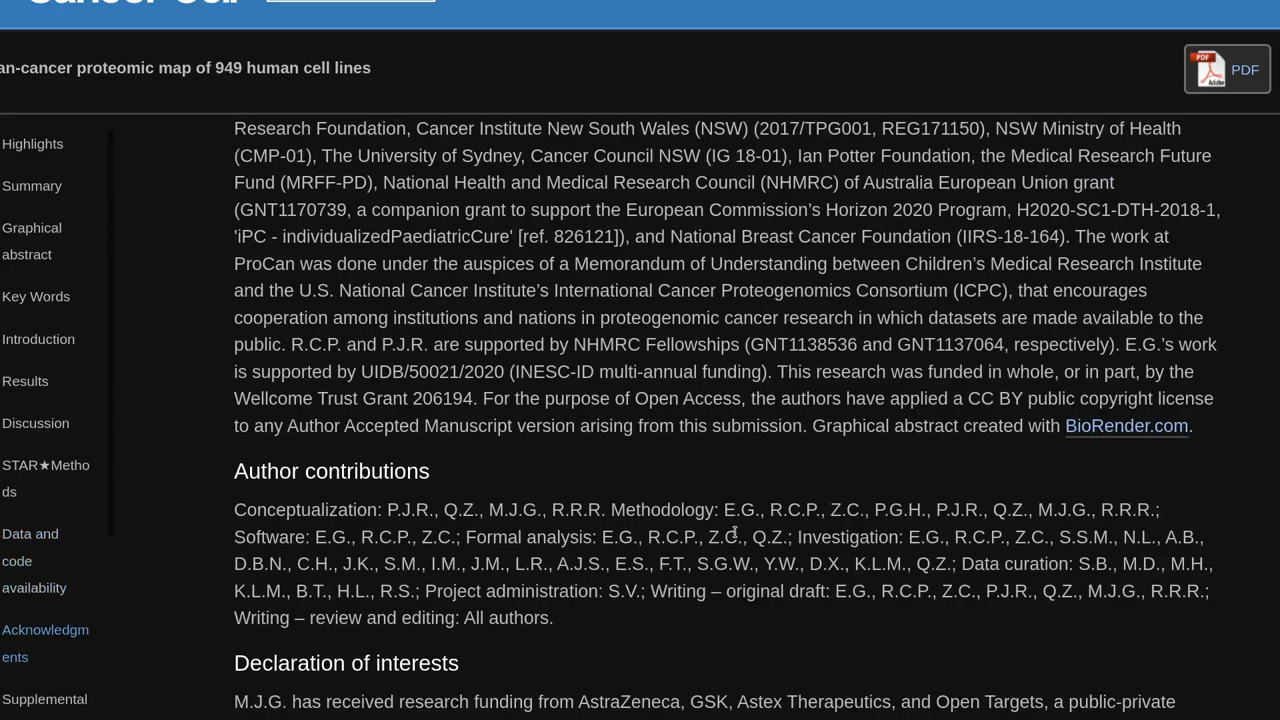 an-cancer proteomic map of 949 human cell lines
PDF
Adobe
PDF
Highlights
Summary
Graphical
abstract
Key Words
Introduction
Results
Discussion
STAR★Metho
ds
Data and
code
availability
Acknowledgm
ents
Supplemental
Research Foundation, Cancer Institute New South Wales (NSW) (2017/TPG001, REG171150), NSW Ministry of Health
(CMP-01), The University of Sydney, Cancer Council NSW (IG 18-01), Ian Potter Foundation, the Medical Research Future
Fund (MRFF-PD), National Health and Medical Research Council (NHMRC) of Australia European Union grant
(GNT1170739, a companion grant to support the European Commission’s Horizon 2020 Program, H2020-SC1-DTH-2018-1,
'iPC - individualizedPaediatricCure' [ref. 826121]), and National Breast Cancer Foundation (IIRS-18-164). The work at
ProCan was done under the auspices of a Memorandum of Understanding between Children’s Medical Research Institute
and the U.S. National Cancer Institute’s International Cancer Proteogenomics Consortium (ICPC), that encourages
cooperation among institutions and nations in proteogenomic cancer research in which datasets are made available to the
public. R.C.P. and P.J.R. are supported by NHMRC Fellowships (GNT1138536 and GNT1137064, respectively). E.G.’s work
is supported by UIDB/50021/2020 (INESC-ID multi-annual funding). This research was funded in whole, or in part, by the
Wellcome Trust Grant 206194. For the purpose of Open Access, the authors have applied a CC BY public copyright license
to any Author Accepted Manuscript version arising from this submission. Graphical abstract created with BioRender.com.
Author contributions
Conceptualization: P.J.R., Q.Z., M.J.G., R.R.R. Methodology: E.G., R.C.P., Z.C., P.G.H., P.J.R., Q.Z., M.J.G., R.R.R.;
Software: E.G., R.C.P., Z.C.; Formal analysis: E.G., R.C.P., Z.C., Q.Z.; Investigation: E.G., R.C.P., Z.C., S.S.M., N.L., A.B.,
D.B.N., C.H., J.K., S.M., I.M., J.M., L.R., A.J.S., E.S., F.T., S.G.W., Y.W., D.X., K.L.M., Q.Z.; Data curation: S.B., M.D., M.H.,
K.L.M., B.T., H.L., R.S.; Project administration: S.V.; Writing – original draft: E.G., R.C.P., Z.C., P.J.R., Q.Z., M.J.G., R.R.R.;
Writing – review and editing: All authors.
Declaration of interests
M.J.G. has received research funding from AstraZeneca, GSK, Astex Therapeutics, and Open Targets, a public-private